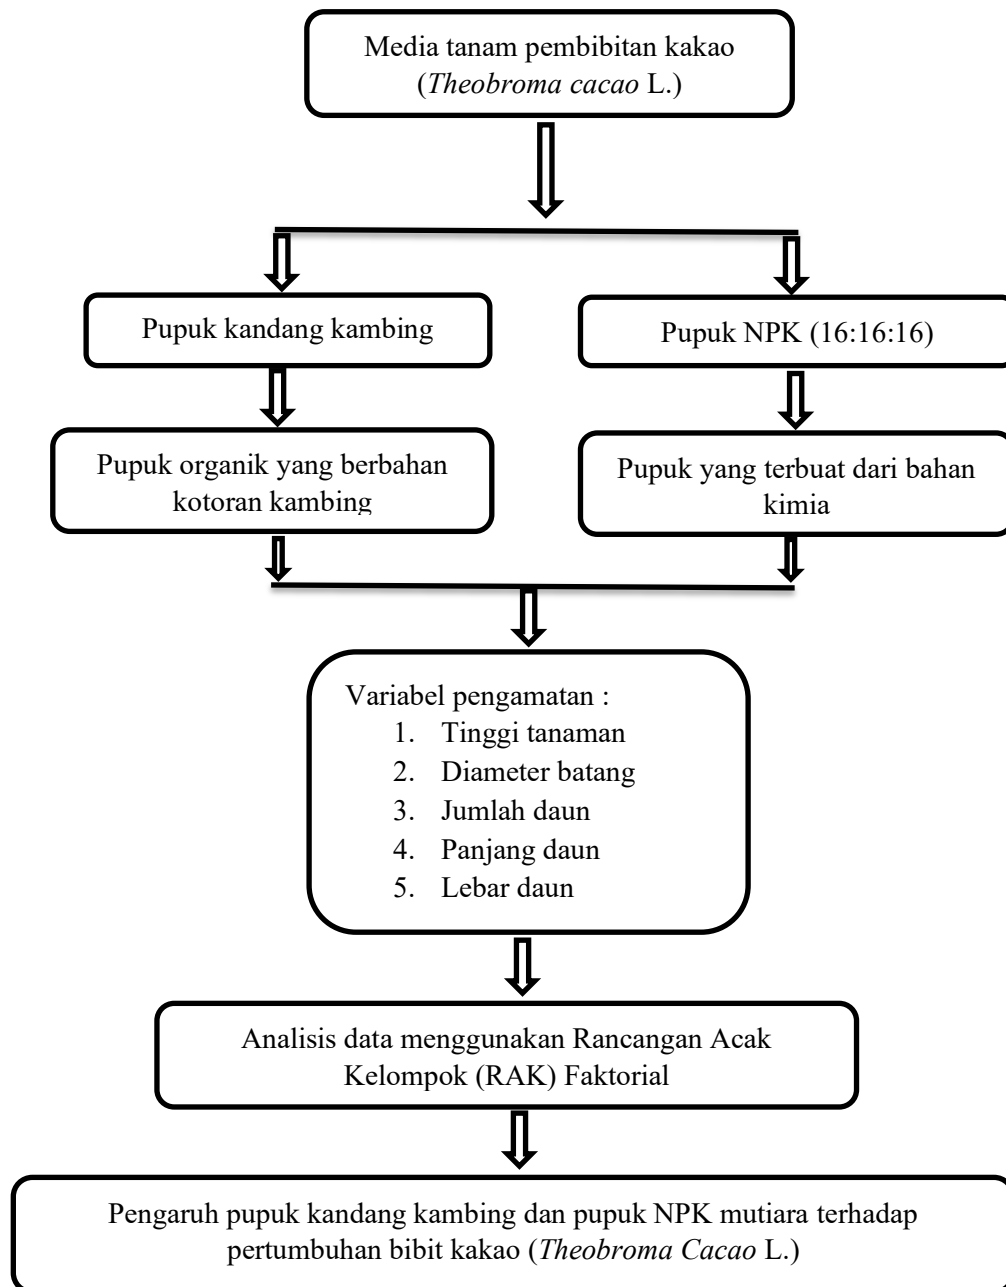 Media tanam pembibitan kakao
(Theobroma cacao L.)
Pupuk kandang kambing
Pupuk NPK (16:16:16)
Pupuk organik yang berbahan
kotoran kambing
Pupuk yang terbuat dari bahan
kimia
Variabel pengamatan :
1. Tinggi tanaman
2. Diameter batang
3. Jumlah daun
4. Panjang daun
5. Lebar daun
Analisis data menggunakan Rancangan Acak
Kelompok (RAK) Faktorial
Pengaruh pupuk kandang kambing dan pupuk NPK mutiara terhadap
pertumbuhan bibit kakao (Theobroma Cacao L.)